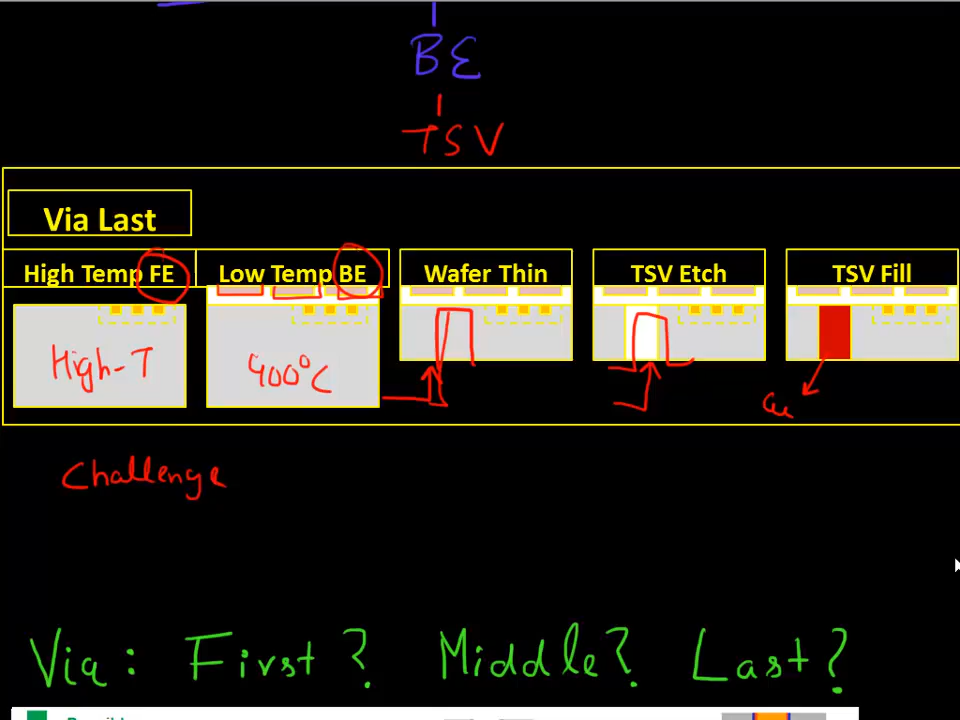 BE
TSV
Via Last
High Temp FE Low Temp BE Wafer Thin TSV Etch TSV Fill
High-T 400°C
Cu
Challenge
Via: First? Middle? Last?